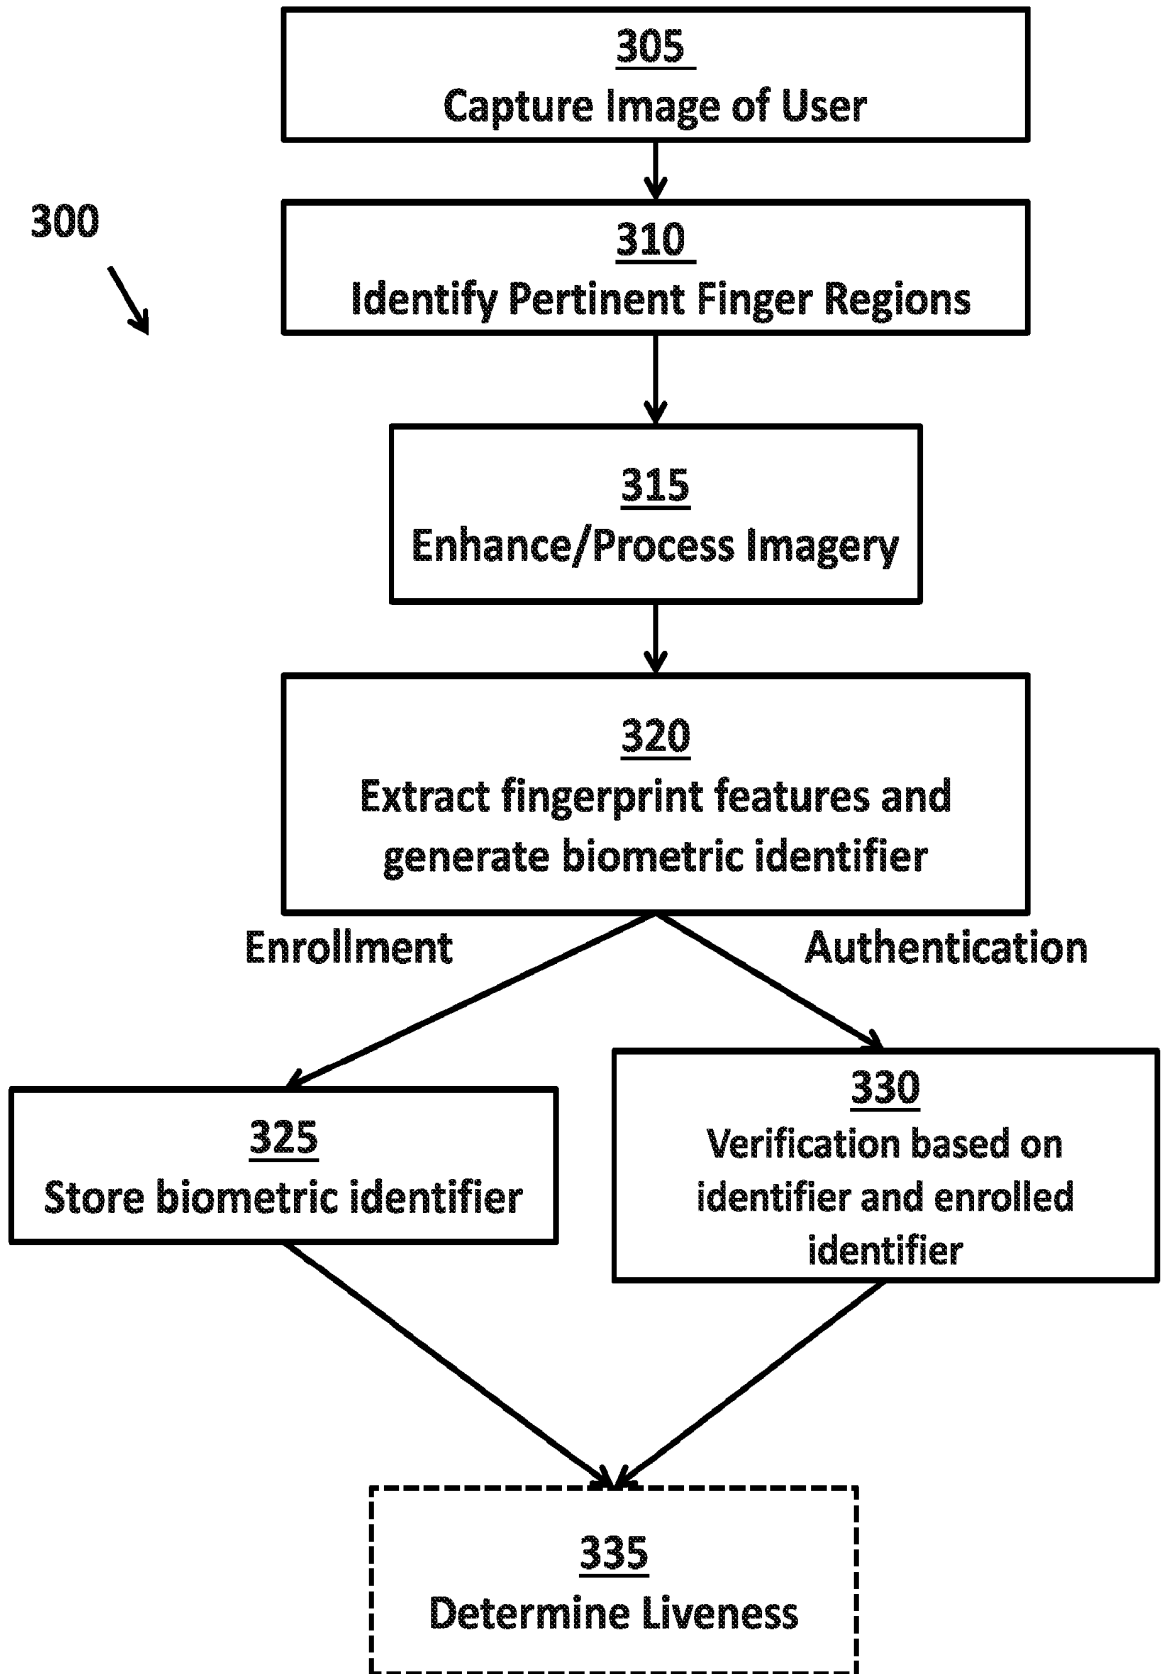 305
Capture Image of User
300
310
Identify Pertinent Finger Regions
315
Enhance/Process Imagery
320
Extract fingerprint features and
generate biometric identifier
Enrollment
Authentication
325
Store biometric identifier
330
Verification based on
identifier and enrolled
identifier
335
Determine Liveness